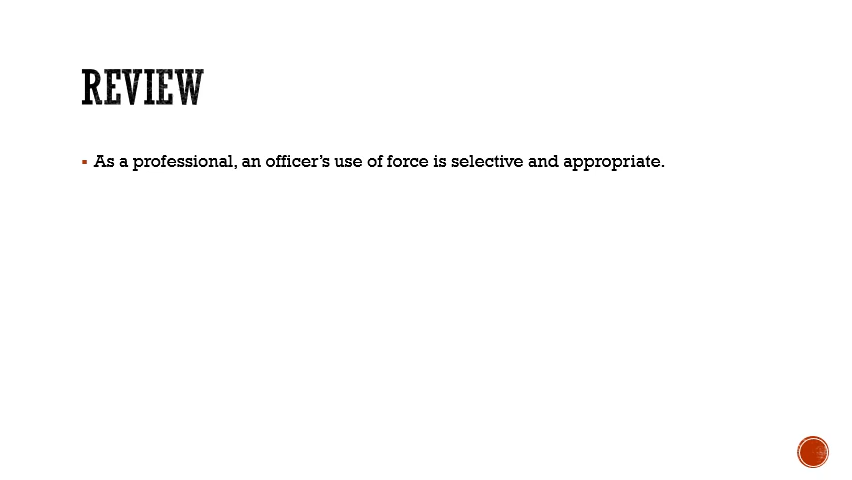 REVIEW
▪ As a professional, an officer’s use of force is selective and appropriate.